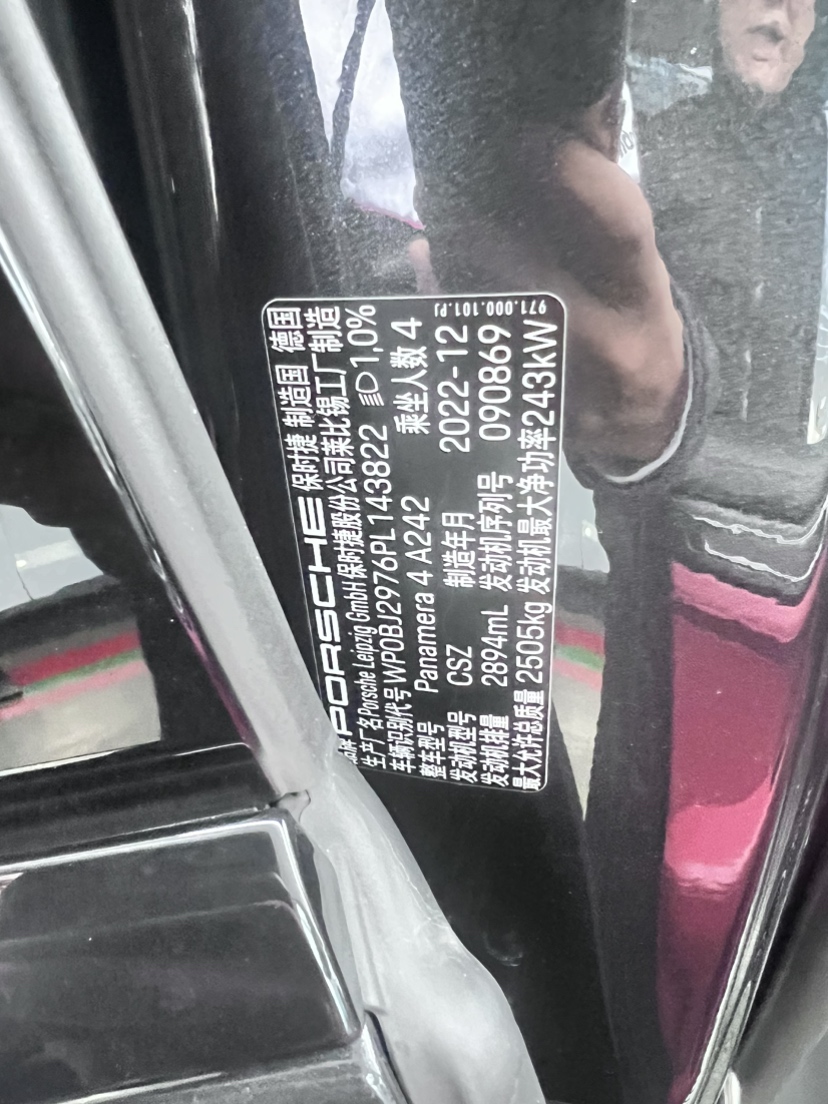 品牌 PORSCHE 保时捷 制造国 德国
生产厂名 Porsche Leipzig GmbH 保时捷股份公司莱比锡工厂制造
车辆识别代号 WP0BJ2976PL143822 1,0%
整车型号 Panamera 4 A242 乘坐人数 4
发动机型号 CSZ 制造年月 2022-12
发动机排量 2894mL 发动机序列号 090869
最大允许总质量 2505kg 发动机最大净功率 243kW
971.000.101.PJ